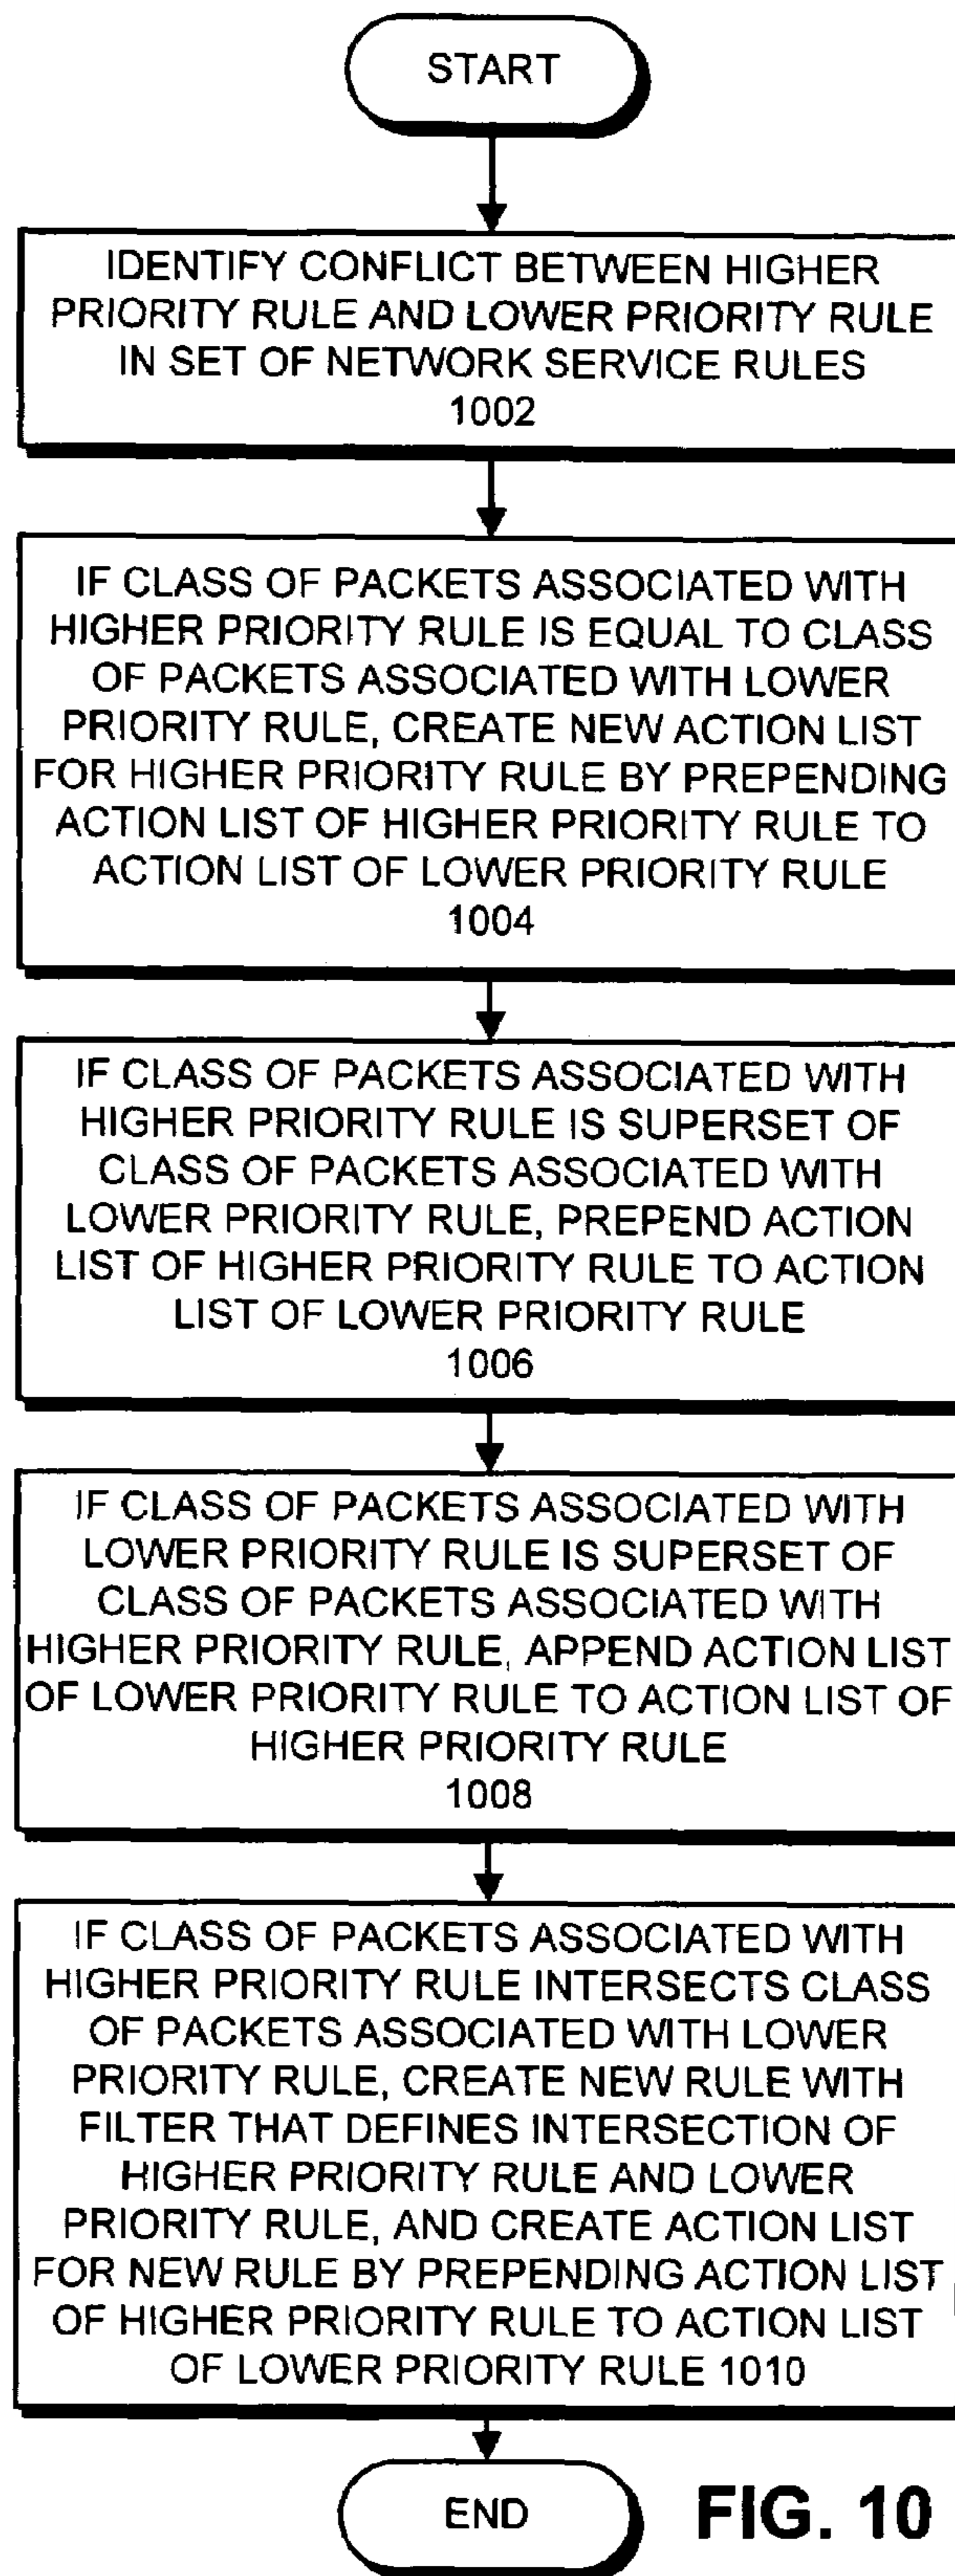 START
IDENTIFY CONFLICT BETWEEN HIGHER
PRIORITY RULE AND LOWER PRIORITY RULE
IN SET OF NETWORK SERVICE RULES
1002
IF CLASS OF PACKETS ASSOCIATED WITH
HIGHER PRIORITY RULE IS EQUAL TO CLASS
OF PACKETS ASSOCIATED WITH LOWER
PRIORITY RULE, CREATE NEW ACTION LIST
FOR HIGHER PRIORITY RULE BY PREPENDING
ACTION LIST OF HIGHER PRIORITY RULE TO
ACTION LIST OF LOWER PRIORITY RULE
1004
IF CLASS OF PACKETS ASSOCIATED WITH
HIGHER PRIORITY RULE IS SUPERSET OF
CLASS OF PACKETS ASSOCIATED WITH
LOWER PRIORITY RULE, PREPEND ACTION
LIST OF HIGHER PRIORITY RULE TO ACTION
LIST OF LOWER PRIORITY RULE
1006
IF CLASS OF PACKETS ASSOCIATED WITH
LOWER PRIORITY RULE IS SUPERSET OF
CLASS OF PACKETS ASSOCIATED WITH
HIGHER PRIORITY RULE, APPEND ACTION LIST
OF LOWER PRIORITY RULE TO ACTION LIST OF
HIGHER PRIORITY RULE
1008
IF CLASS OF PACKETS ASSOCIATED WITH
HIGHER PRIORITY RULE INTERSECTS CLASS
OF PACKETS ASSOCIATED WITH LOWER
PRIORITY RULE, CREATE NEW RULE WITH
FILTER THAT DEFINES INTERSECTION OF
HIGHER PRIORITY RULE AND LOWER
PRIORITY RULE, AND CREATE ACTION LIST
FOR NEW RULE BY PREPENDING ACTION LIST
OF HIGHER PRIORITY RULE TO ACTION LIST
OF LOWER PRIORITY RULE 1010
END
FIG. 10